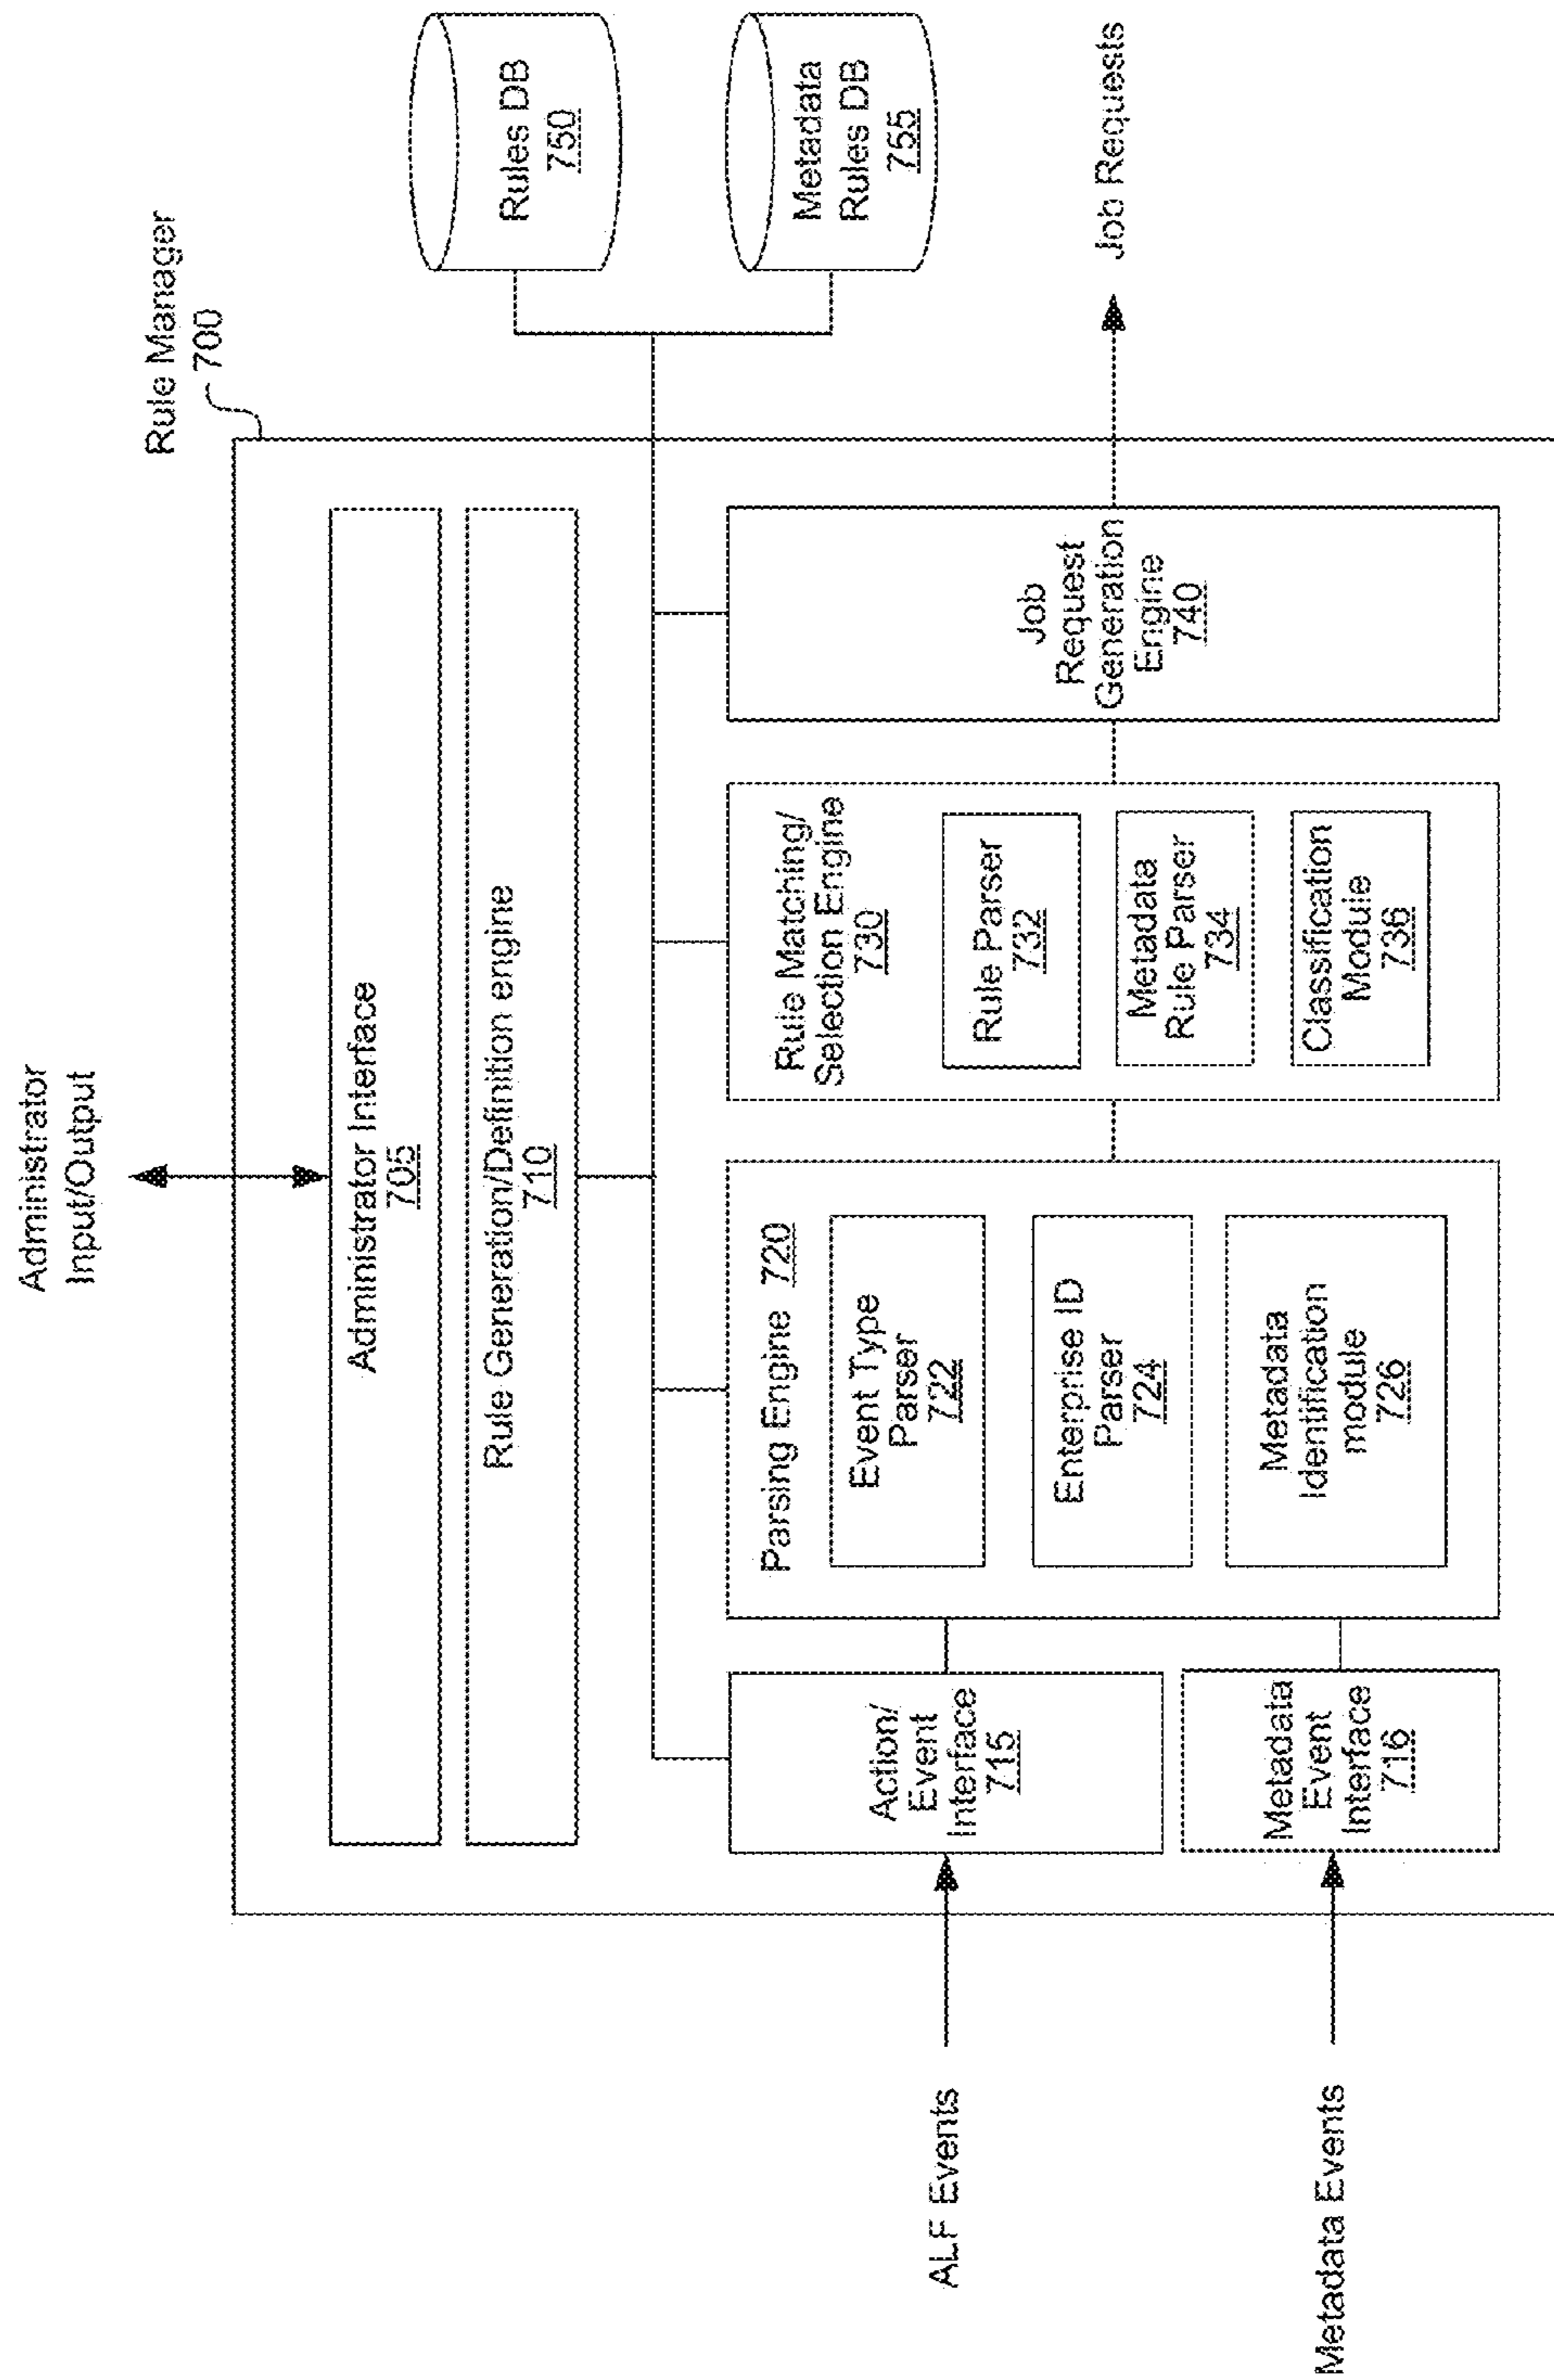 Administrator
Input/Output
Rule Manager
700
Administrator Interface
705
Rule Generation/Definition engine
710
Rules DB
750
Metadata
Rules DB
755
ALF Events
Metadata Events
Action/
Event
Interface
715
Metadata
Event
Interface
716
Parsing Engine 720
Event Type
Parser
722
Enterprise ID
Parser
724
Metadata
Identification
module
726
Rule Matching/
Selection Engine
730
Rule Parser
732
Metadata
Rule Parser
734
Classification
Module
736
Job
Request
Generation
Engine
740
Job Requests